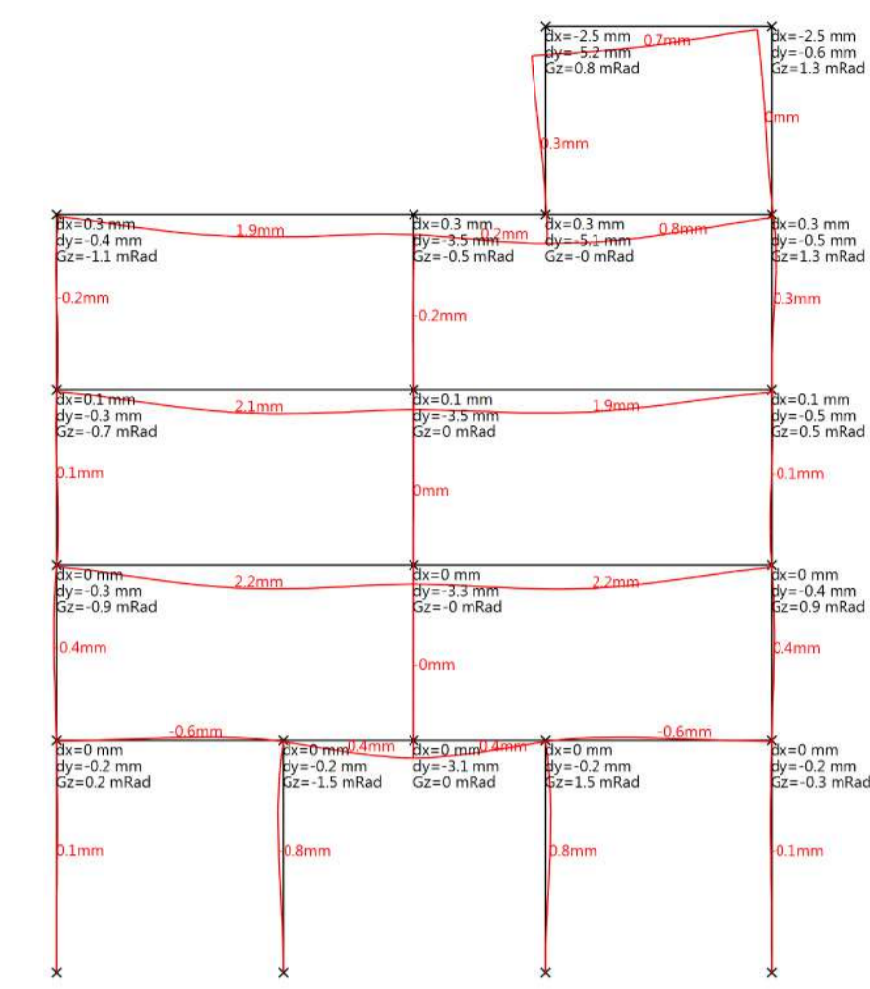 dx=-2.5 mm
dy=-5.2 mm
Gz=0.8 mRad
0.7mm
dx=-2.5 mm
dy=-0.6 mm
Gz=1.3 mRad
0.3mm
0mm
dx=0.3 mm
dy=-0.4 mm
Gz=-1.1 mRad
1.9mm
dx=0.3 mm
dy=-3.5 mm
Gz=-0.5 mRad
0.2mm
dx=0.3 mm
dy=-5.1 mm
Gz=-0 mRad
0.8mm
dx=0.3 mm
dy=-0.5 mm
Gz=1.3 mRad
-0.2mm
-0.2mm
0.3mm
dx=0.1 mm
dy=-0.3 mm
Gz=-0.7 mRad
2.1mm
dx=0.1 mm
dy=-3.5 mm
Gz=0 mRad
1.9mm
dx=0.1 mm
dy=-0.5 mm
Gz=0.5 mRad
0.1mm
0mm
-0.1mm
dx=0 mm
dy=-0.3 mm
Gz=-0.9 mRad
2.2mm
dx=0 mm
dy=-3.3 mm
Gz=-0 mRad
2.2mm
dx=0 mm
dy=-0.4 mm
Gz=0.9 mRad
-0.4mm
-0mm
0.4mm
dx=0 mm
dy=-0.2 mm
Gz=0.2 mRad
-0.6mm
dx=0 mm
dy=-0.2 mm
Gz=-1.5 mRad
0.4mm
dx=0 mm
dy=-3.1 mm
Gz=0 mRad
0.4mm
dx=0 mm
dy=-0.2 mm
Gz=1.5 mRad
-0.6mm
dx=0 mm
dy=-0.2 mm
Gz=-0.3 mRad
0.1mm
-0.8mm
0.8mm
-0.1mm